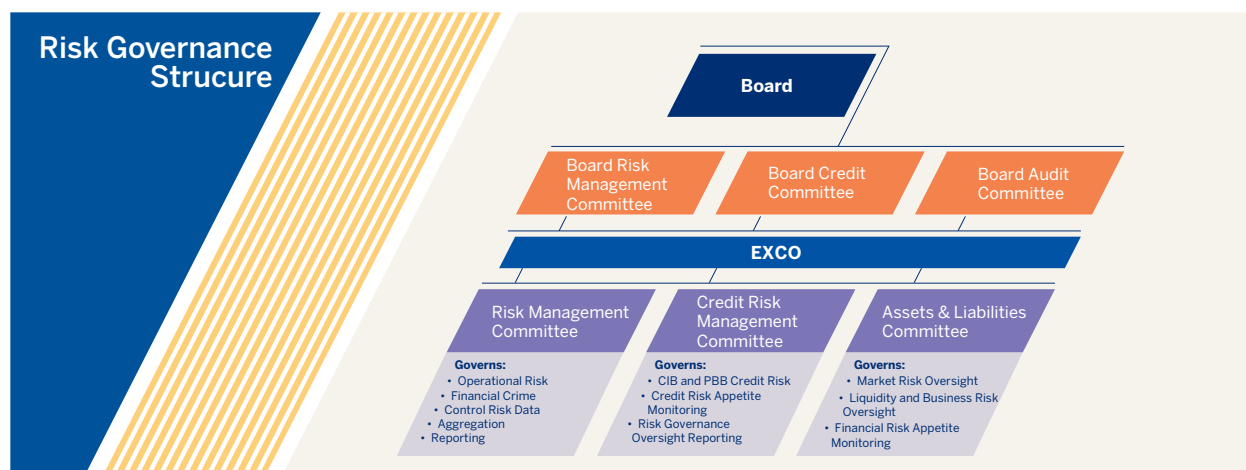 Risk Governance
Strucure
Board
Board Risk
Management
Committee
Board Credit
Committee
Board Audit
Committee
EXCO
Risk Management
Committee
Credit Risk
Management
Committee
Assets & Liabilities
Committee
Governs:
• Operational Risk
• Financial Crime
• Control Risk Data
• Aggregation
• Reporting
Governs:
• CIB and PBB Credit Risk
• Credit Risk Appetite
Monitoring
• Risk Governance
Oversight Reporting
Governs:
• Market Risk Oversight
• Liquidity and Business Risk
Oversight
• Financial Risk Appetite
Monitoring